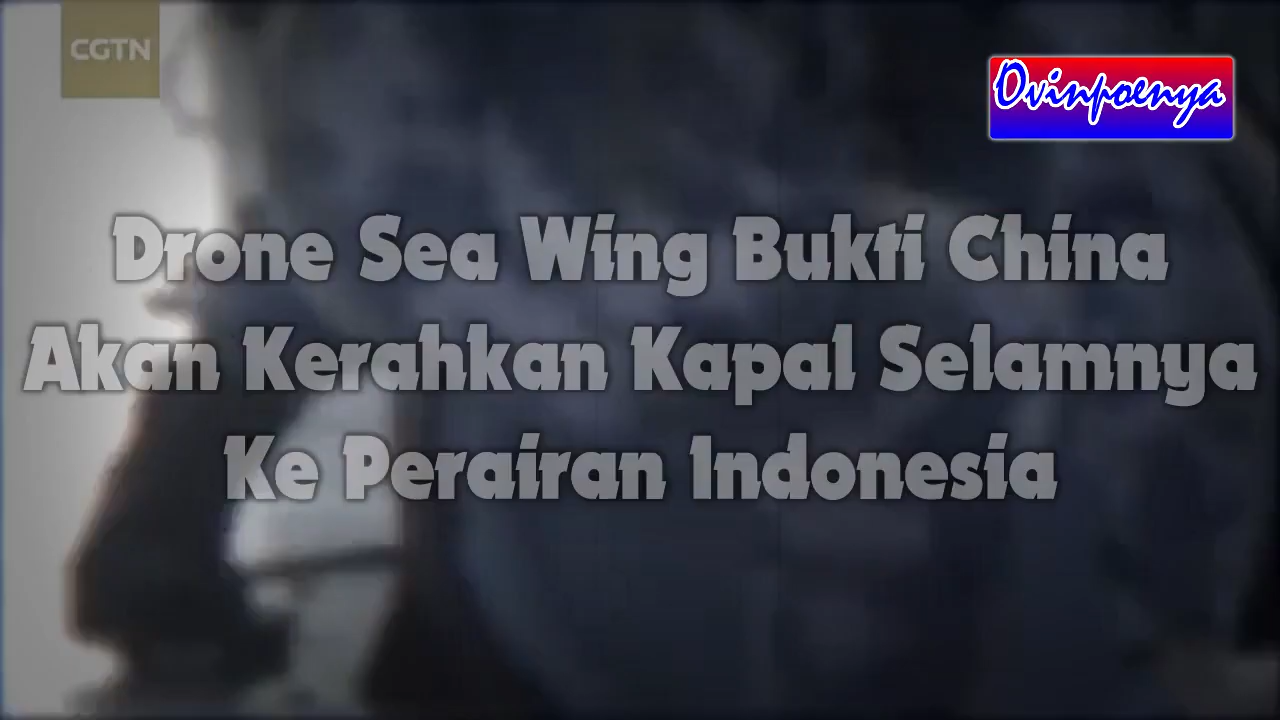 CGTN
Ovinpoenya
Drone Sea Wing Bukti China
Akan Kerahkan Kapal Selamnya
Ke Perairan Indonesia